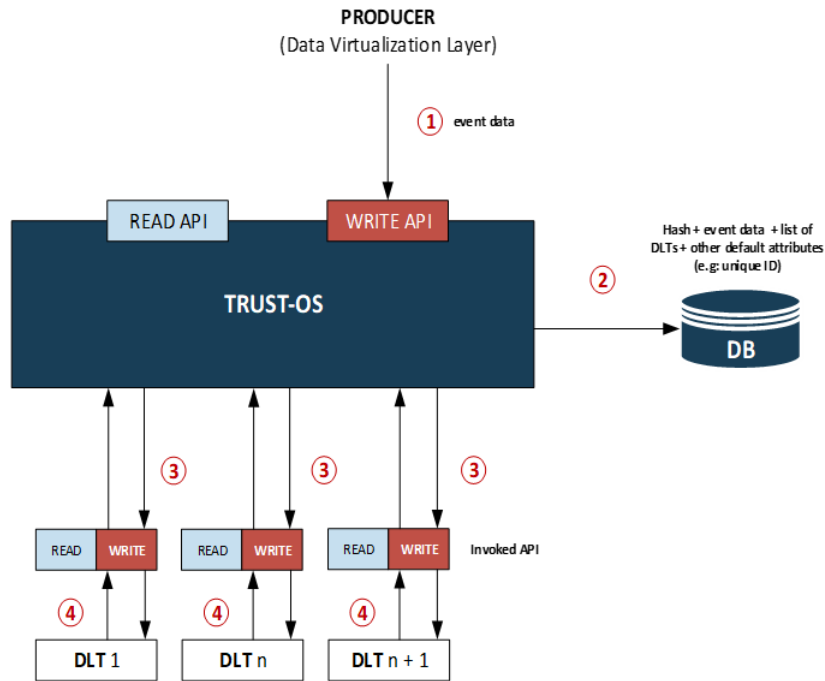 PRODUCER
(Data Virtualization Layer)
1 event data
READ API WRITE API
Hash + event data + list of
DLTs + other default attributes
(e.g: unique ID)
2
TRUST-OS
DB
3 3 3
READ WRITE READ WRITE READ WRITE Invoked API
4 4 4
DLT 1 DLT n DLT n + 1